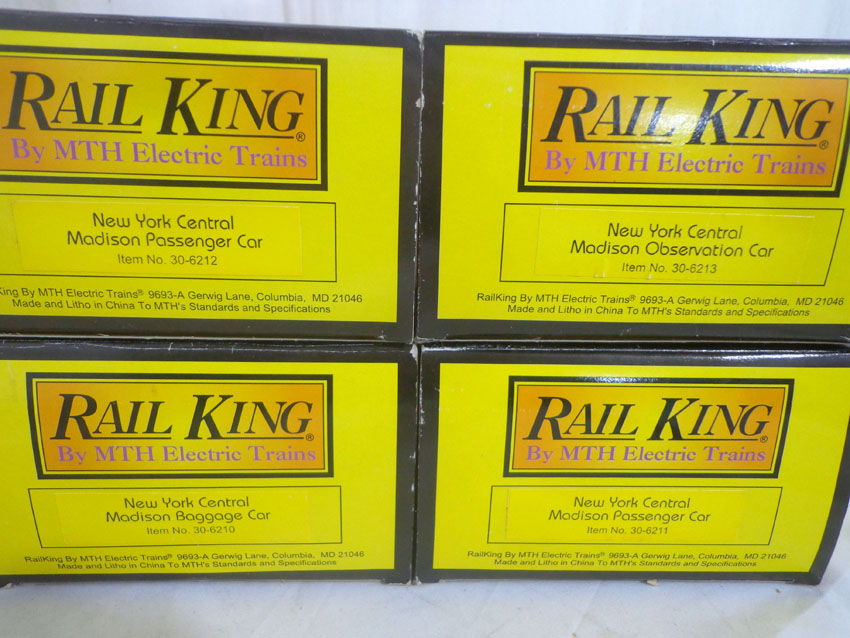 RAIL KING®
By MTH Electric Trains
New York Central
Madison Passenger Car
Item No. 30-6212
King By MTH Electric Trains® 9693-A Gerwig Lane, Columbia, MD 21046
Made and Litho in China To MTH's Standards and Specifications
RAIL KING®
By MTH Electric Trains
New York Central
Madison Observation Car
Item No. 30-6213
RailKing By MTH Electric Trains® 9693-A Gerwig Lane, Columbia, MD 21046
Made and Litho in China To MTH's Standards and Specifications
RAIL KING®
By MTH Electric Trains
New York Central
Madison Baggage Car
Item No. 30-6210
RailKing By MTH Electric Trains® 9693-A Gerwig Lane, Columbia, MD 21046
Made and Litho in China To MTH's Standards and Specifications
RAIL KING®
By MTH Electric Trains
New York Central
Madison Passenger Car
Item No. 30-6211
RailKing By MTH Electric Trains® 9693-A Gerwig Lane, Columbia, MD 21046
Made and Litho in China To MTH's Standards and Specifications